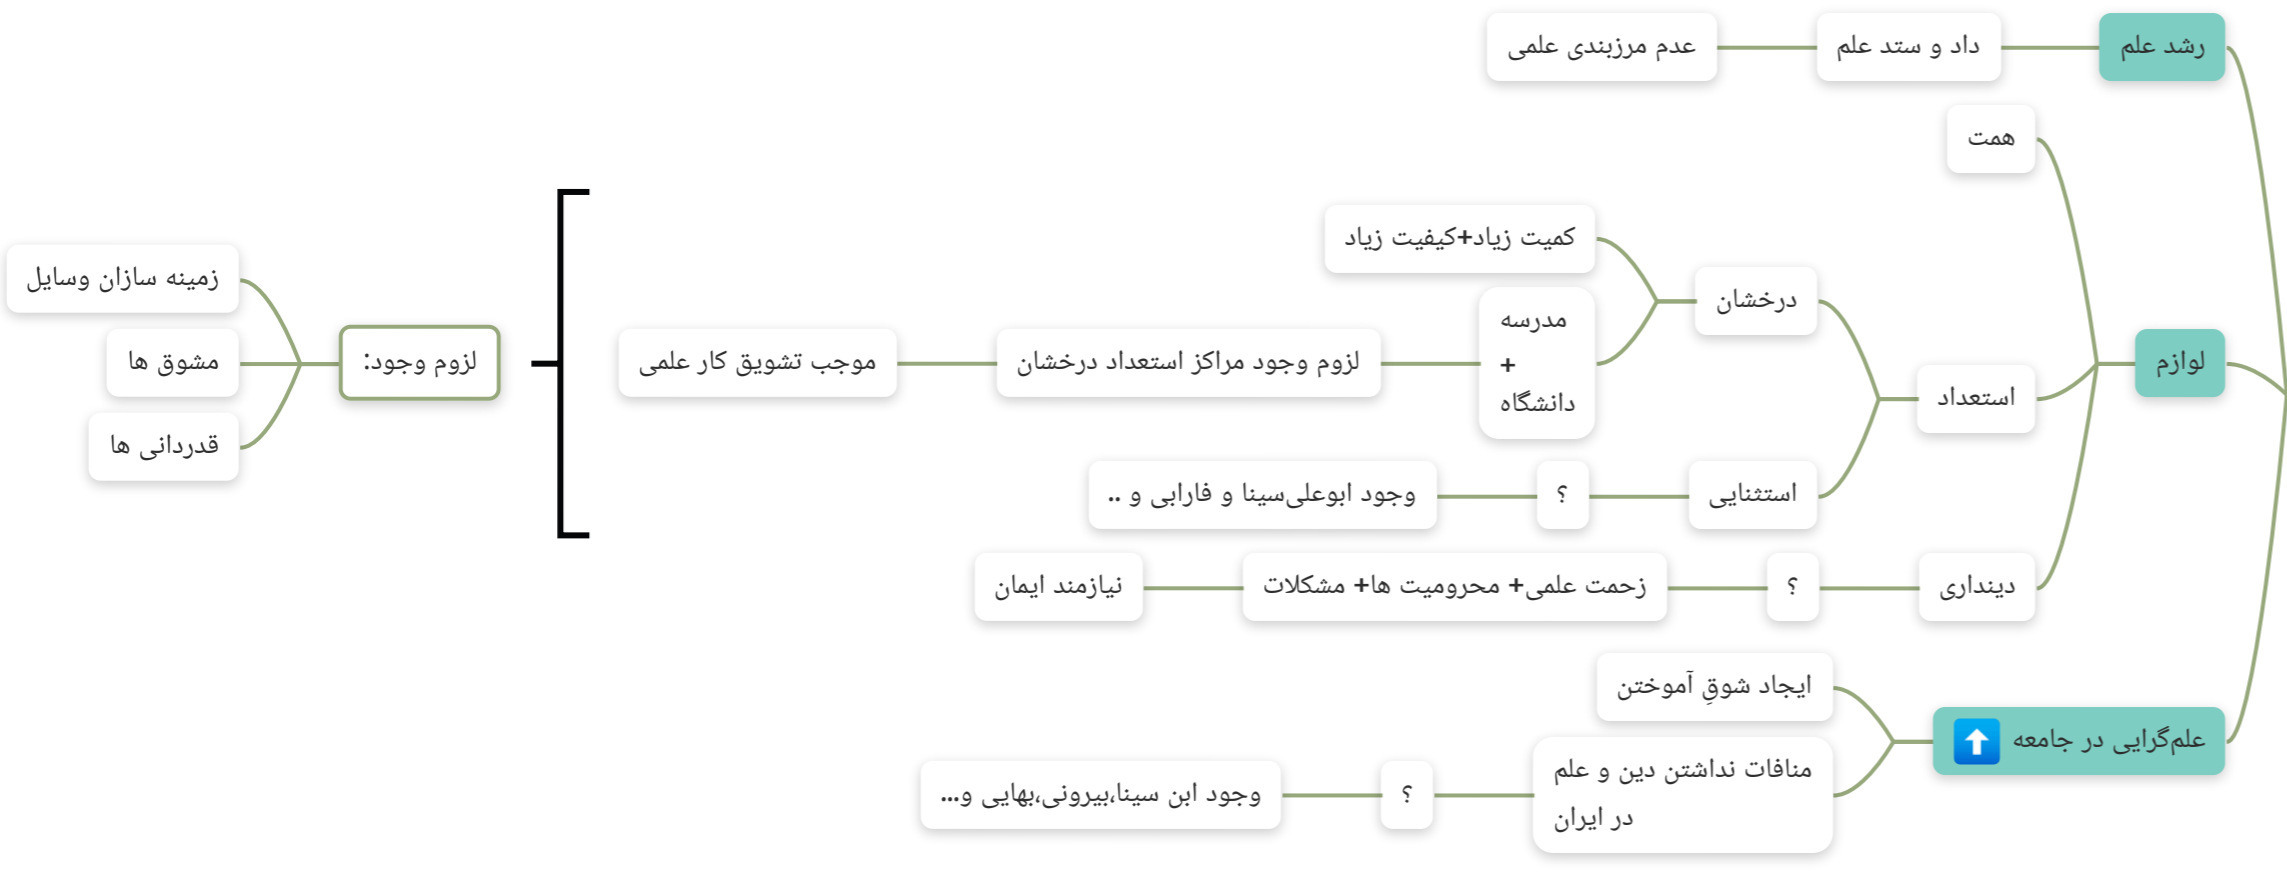 رشد علم
داد و ستد علم
عدم مرزبندی علمی
لوازم
همت
استعداد
درخشان
کمیت زیاد+کیفیت زیاد
مدرسه
+
دانشگاه
لزوم وجود مراکز استعداد درخشان
موجب تشویق کار علمی
استثنایی
؟
وجود ابوعلی‌سینا و فارابی و ..
دینداری
؟
زحمت علمی+ محرومیت ها+ مشکلات
نیازمند ایمان
لزوم وجود:
زمینه سازان وسایل
مشوق ها
قدردانی ها
علم‌گرایی در جامعه ⬆️
ایجاد شوقِ آموختن
منافات نداشتن دین و علم
در ایران
؟
وجود ابن سینا،بیرونی،بهایی و...